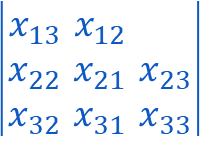 x₁₃ x₁₂
x₂₂ x₂₁ x₂₃
x₃₂ x₃₁ x₃₃